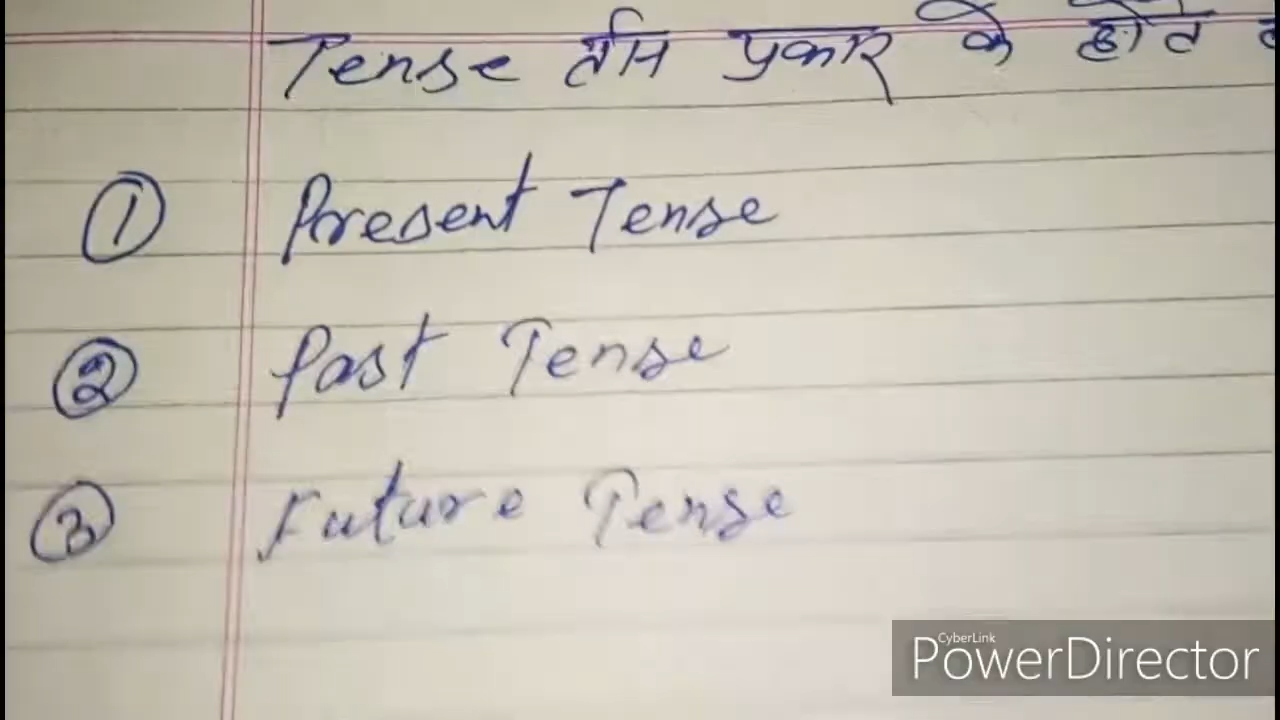 Tense तीन प्रकार के होते
① Present Tense
② Past Tense
③ Future Tense
CyberLink
PowerDirector